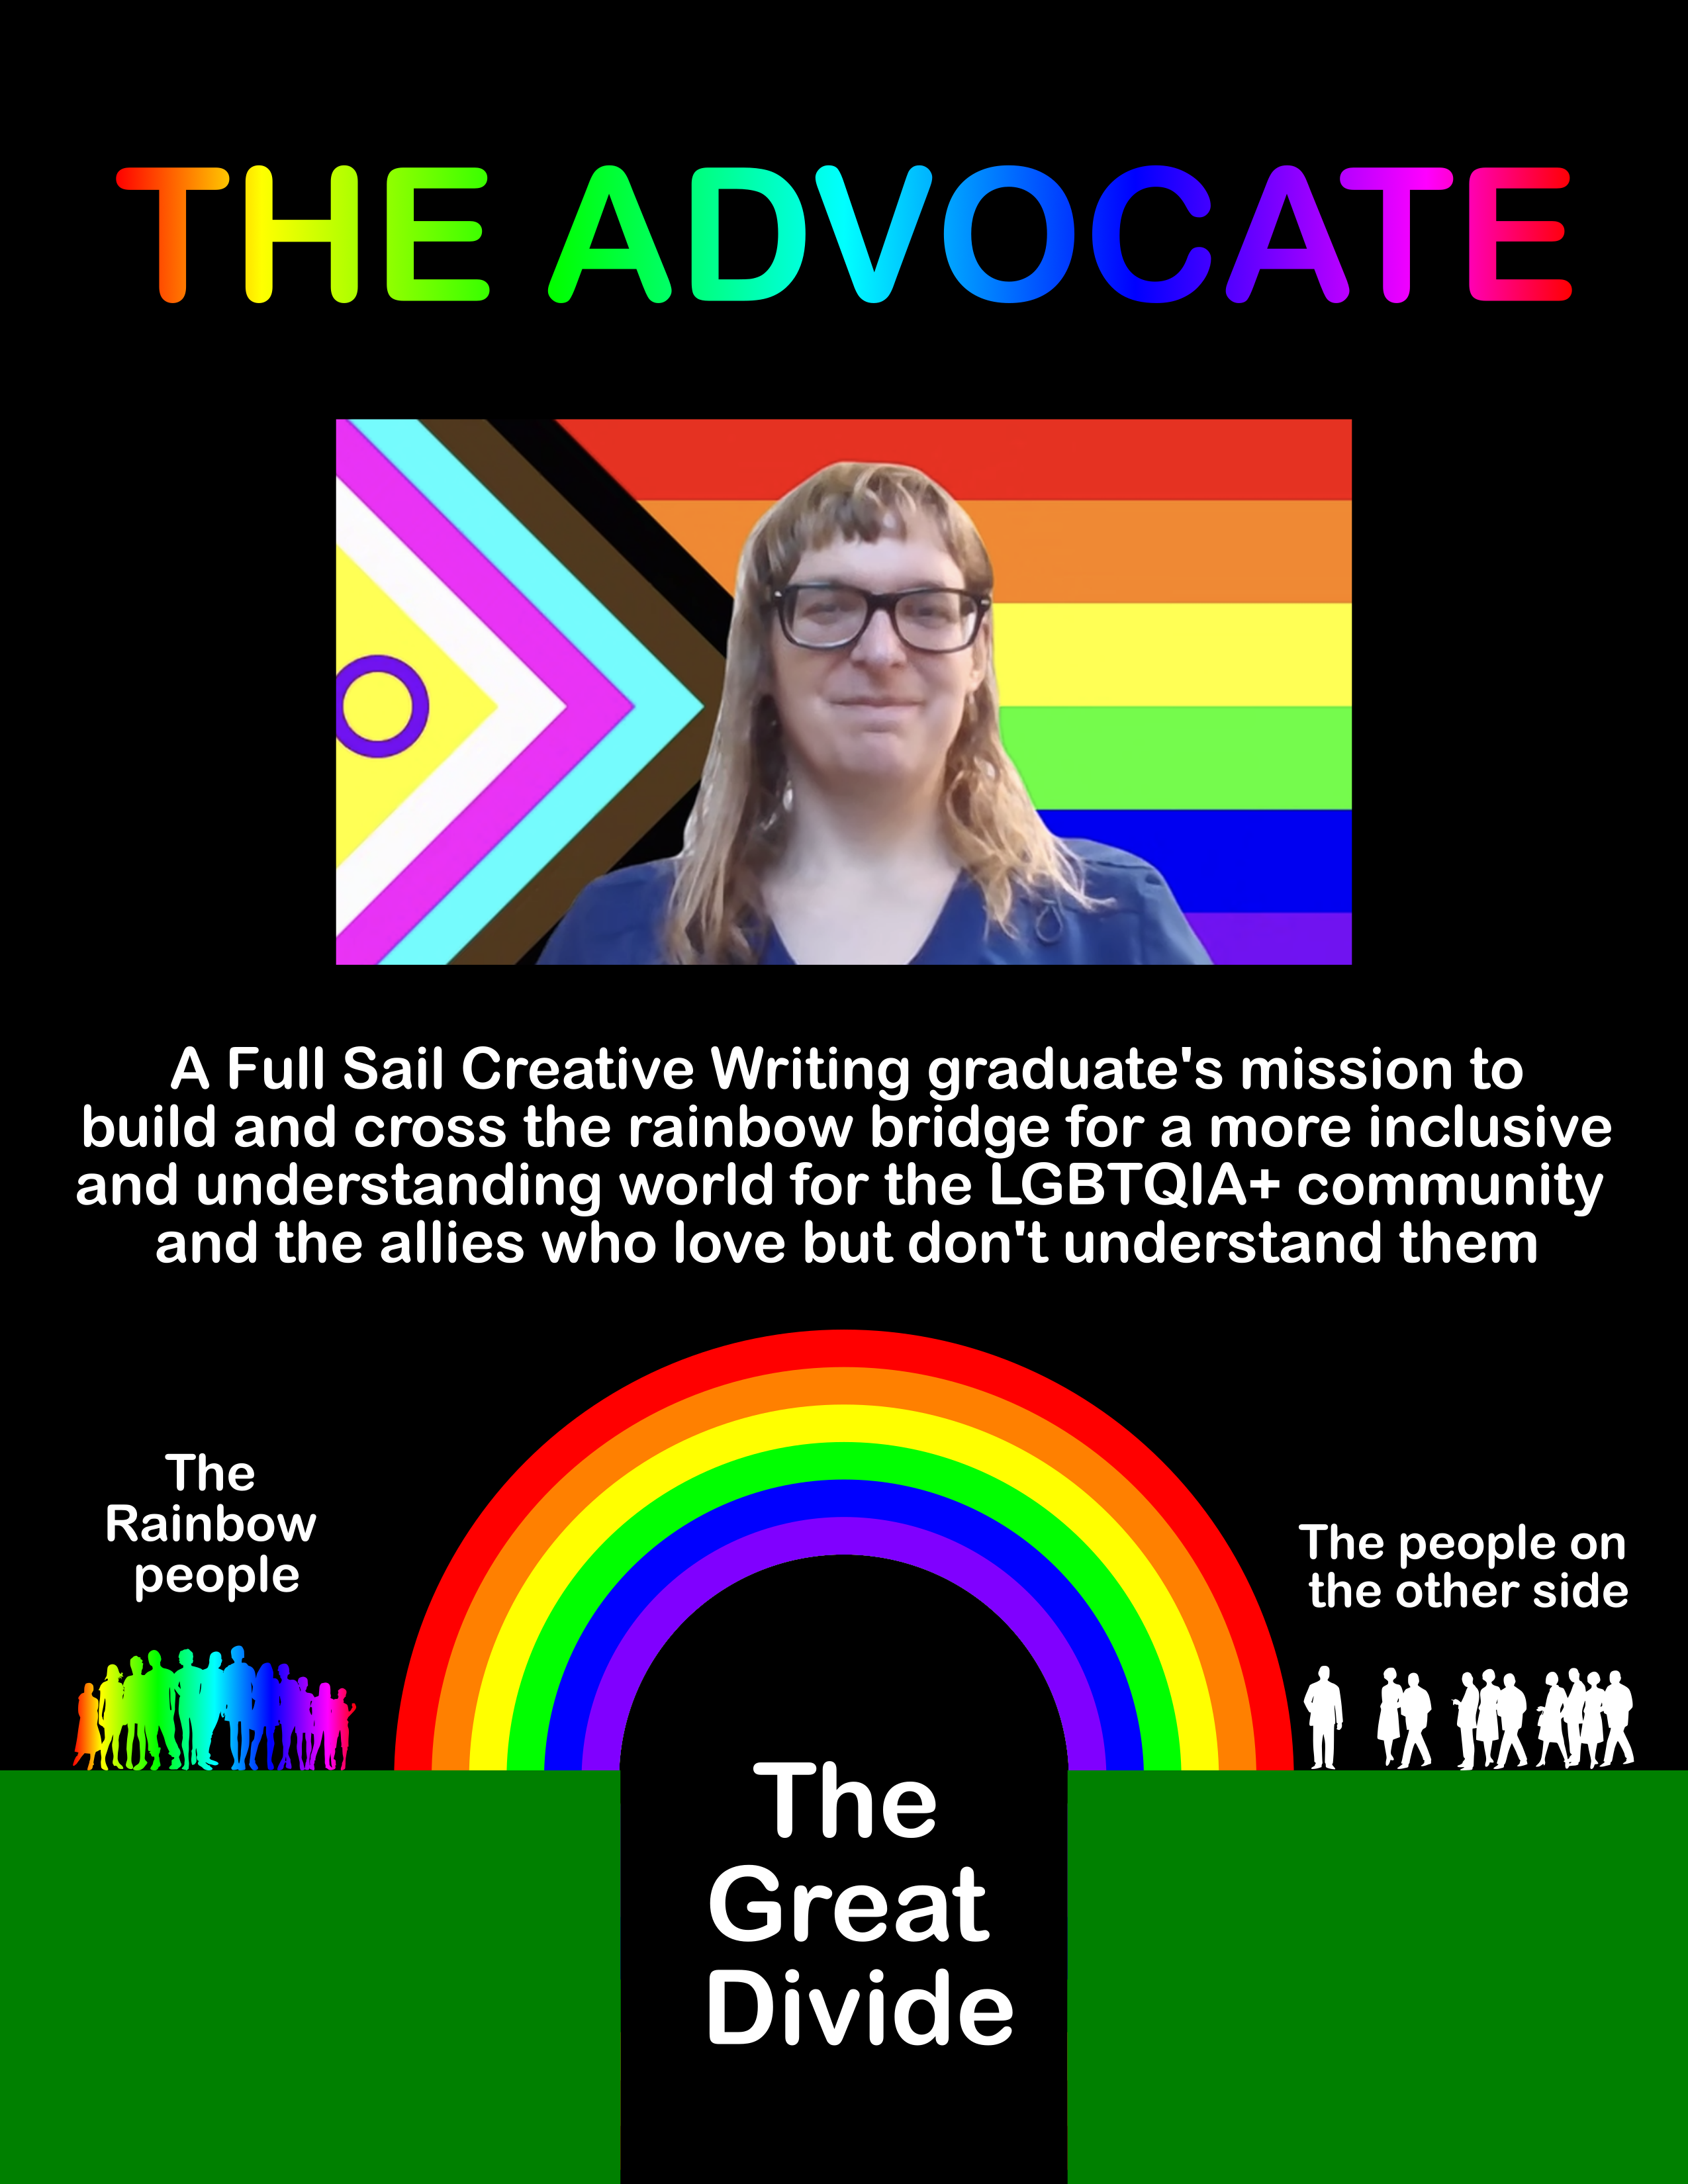 THE ADVOCATE
A Full Sail Creative Writing graduate's mission to
build and cross the rainbow bridge for a more inclusive
and understanding world for the LGBTQIA+ community
and the allies who love but don't understand them
The
Rainbow
people
The people on
the other side
The
Great
Divide